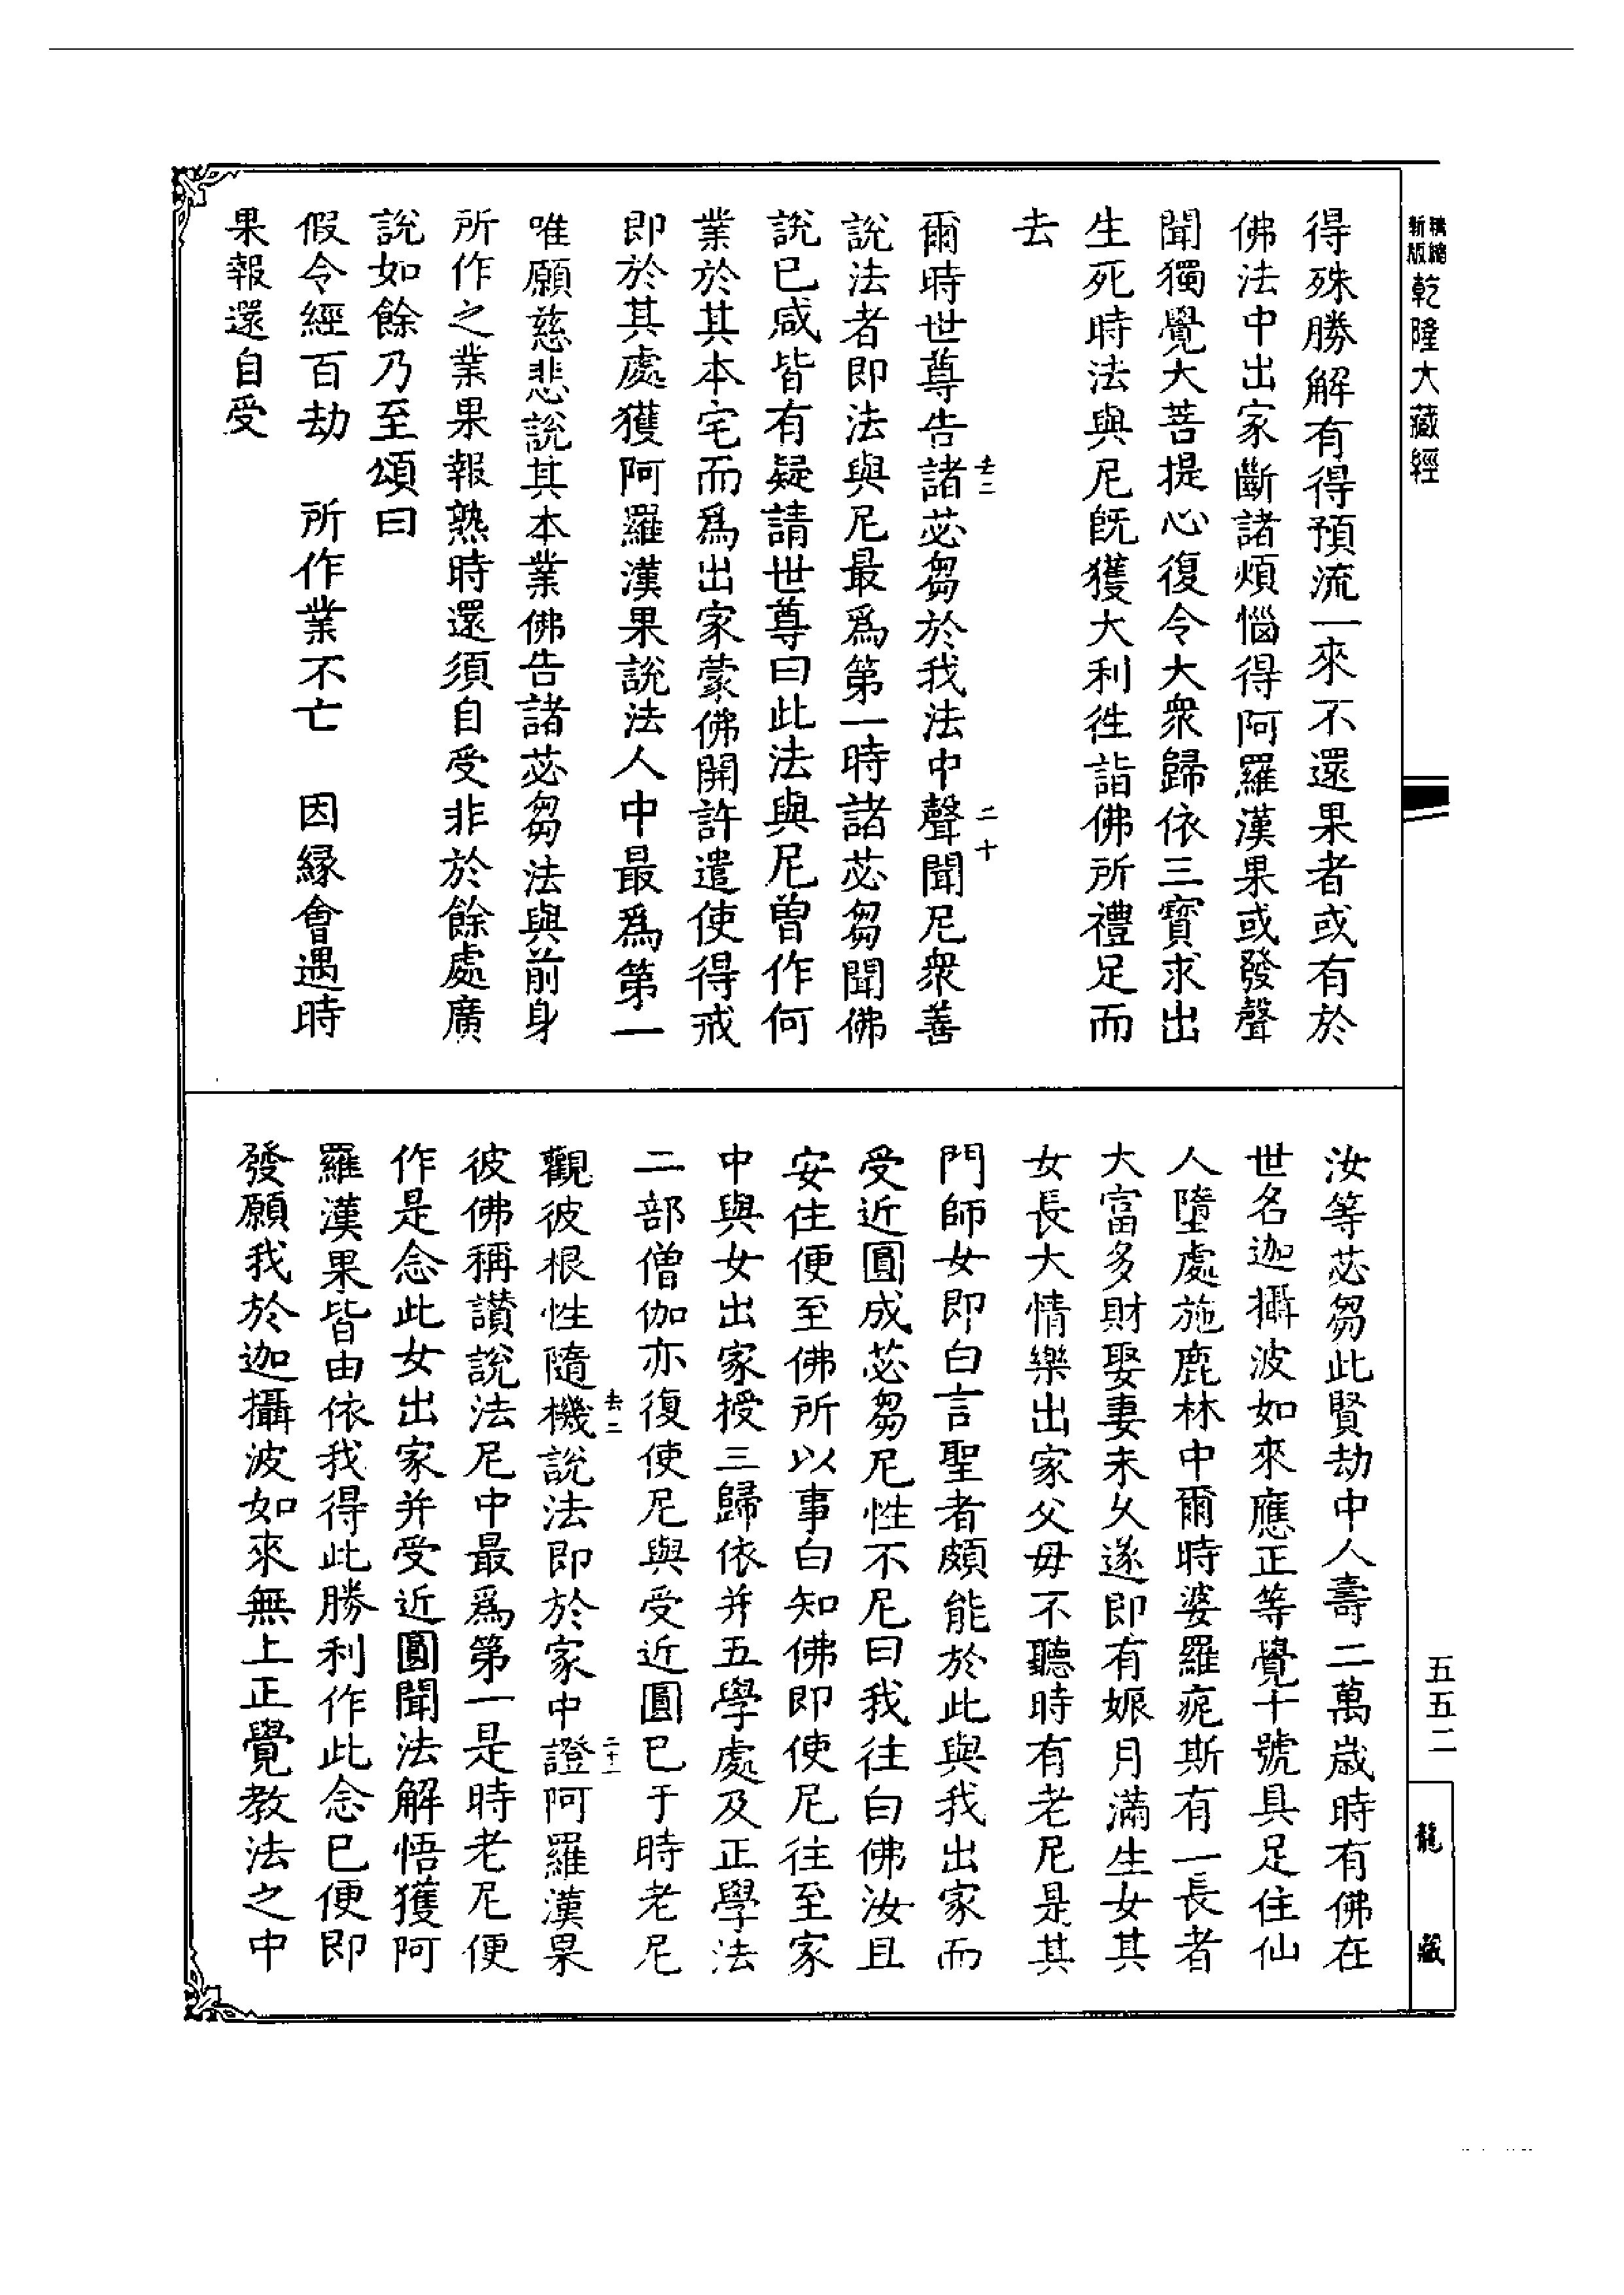 新版精縮乾隆大藏經
得殊勝解有得預流一來不還果者或有於
佛法中出家斷諸煩惱得阿羅漢果或發聲
聞獨覺大菩提心復令大衆歸依三寶求出
生死時法與尼旣獲大利徃詣佛所禮足而
去
去二
二十
爾時世尊告諸苾芻於我法中聲聞尼衆善
說法者即法與尼最爲第一時諸苾芻聞佛
說已咸皆有疑請世尊曰此法與尼曽作何
業於其本宅而爲出家蒙佛開許遣使得戒
即於其處獲阿羅漢果說法人中最爲第一
唯願慈悲說其本業佛告諸苾芻法與前身
所作之業果報熟時還須自受非於餘處廣
說如餘乃至頌曰
假令經百劫　所作業不亡　因緣會遇時
果報還自受
汝等苾芻此賢劫中人壽二萬歲時有佛在
世名迦攝波如來應正等覺十號具足住仙
人墮處施鹿林中爾時婆羅痆斯有一長者
大富多財娶妻未久遂即有娠月滿生女其
女長大情樂出家父母不聽時有老尼是其
門師女即白言聖者頗能於此與我出家而
受近圓成苾芻尼性不尼曰我往白佛汝且
安住便至佛所以事白知佛即使尼往至家
中與女出家授三歸依并五學處及正學法
二部僧伽亦復使尼與受近圓已于時老尼
去二
二十一
觀彼根性隨機說法即於家中證阿羅漢果
彼佛稱讚說法尼中最爲第一是時老尼便
作是念此女出家并受近圓聞法解悟獲阿
羅漢果皆由依我得此勝利作此念已便即
發願我於迦攝波如來無上正覺教法之中
五五二
龍藏